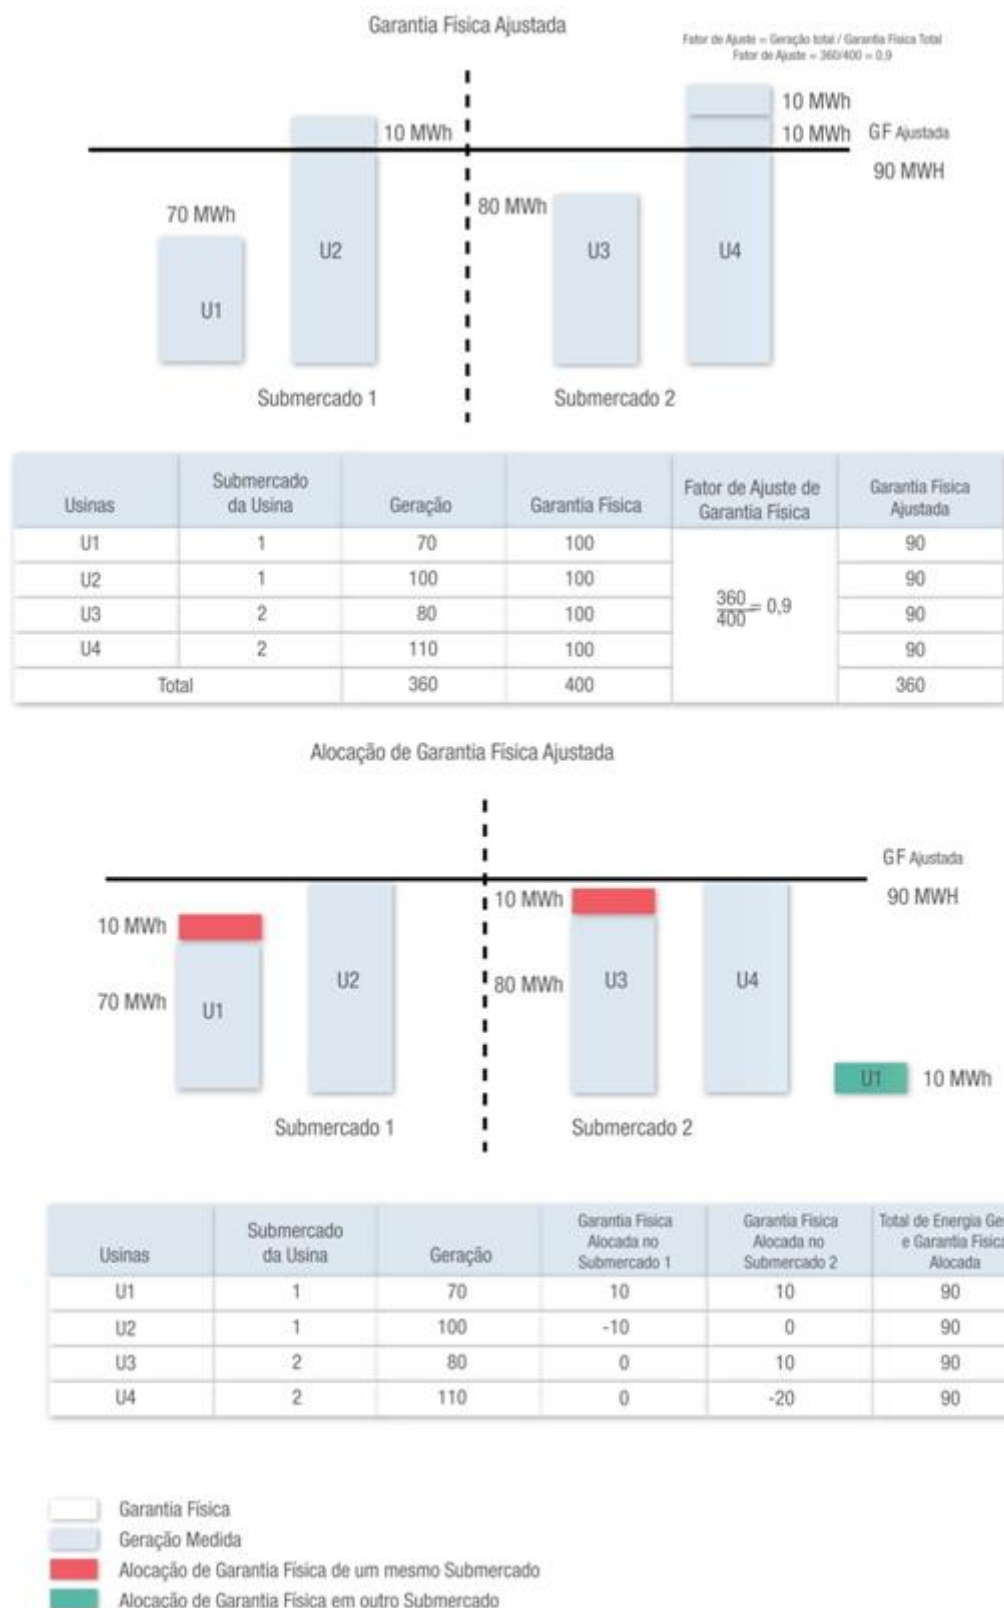 Garantia Física Ajustada
Fator de Ajuste = Geração total / Garantia Física Total
Fator de Ajuste = 360/400 = 0,9
10 MWh
10 MWh
10 MWh
GF Ajustada
90 MWH
70 MWh
80 MWh
U1
U2
U3
U4
Submercado 1
Submercado 2
Usinas
Submercado da Usina
Geração
Garantia Física
Fator de Ajuste de Garantia Física
Garantia Física Ajustada
U1 1 70 100 90
U2 1 100 100 90
360/400 = 0,9
U3 2 80 100 90
U4 2 110 100 90
Total 360 400 360
Alocação de Garantia Física Ajustada
GF Ajustada
90 MWH
10 MWh
10 MWh
70 MWh
80 MWh
U1
U2
U3
U4
U1 10 MWh
Submercado 1
Submercado 2
Usinas
Submercado da Usina
Geração
Garantia Física Alocada no Submercado 1
Garantia Física Alocada no Submercado 2
Total de Energia Ge
e Garantia Física
Alocada
U1 1 70 10 10 90
U2 1 100 -10 0 90
U3 2 80 0 10 90
U4 2 110 0 -20 90
Garantia Física
Geração Medida
Alocação de Garantia Física de um mesmo Submercado
Alocação de Garantia Física em outro Submercado